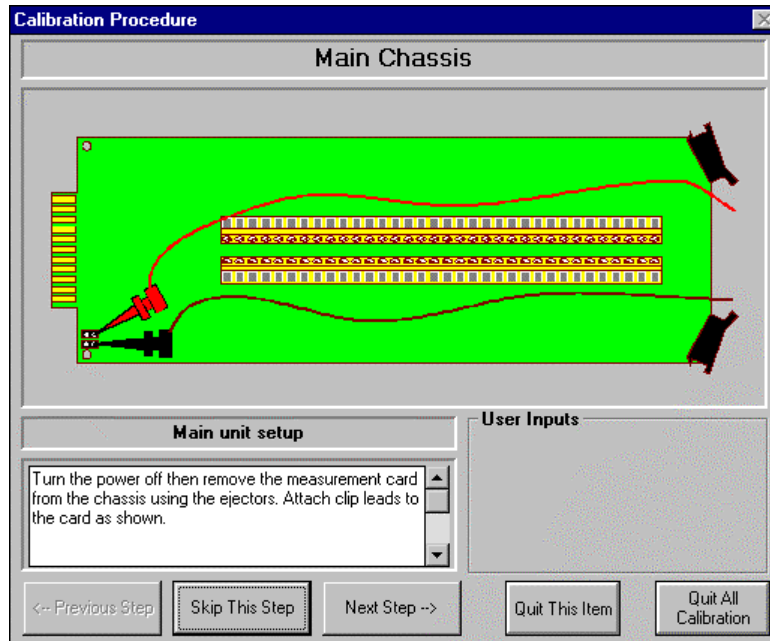 Calibration Procedure
Main Chassis
Main unit setup
Turn the power off then remove the measurement card
from the chassis using the ejectors. Attach clip leads to
the card as shown.
User Inputs
<-- Previous Step
Skip This Step
Next Step -->
Quit This Item
Quit All
Calibration